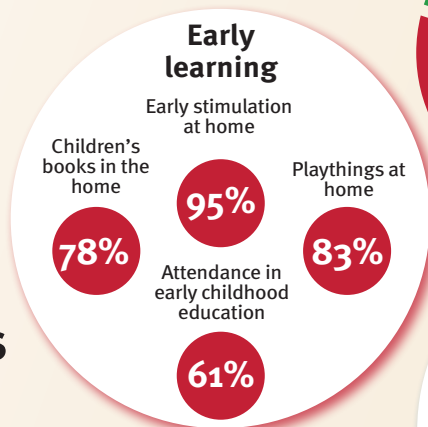 Early
learning
Early stimulation
at home
95%
Children’s
books in the
home
78%
Playthings at
home
83%
Attendance in
early childhood
education
61%
s